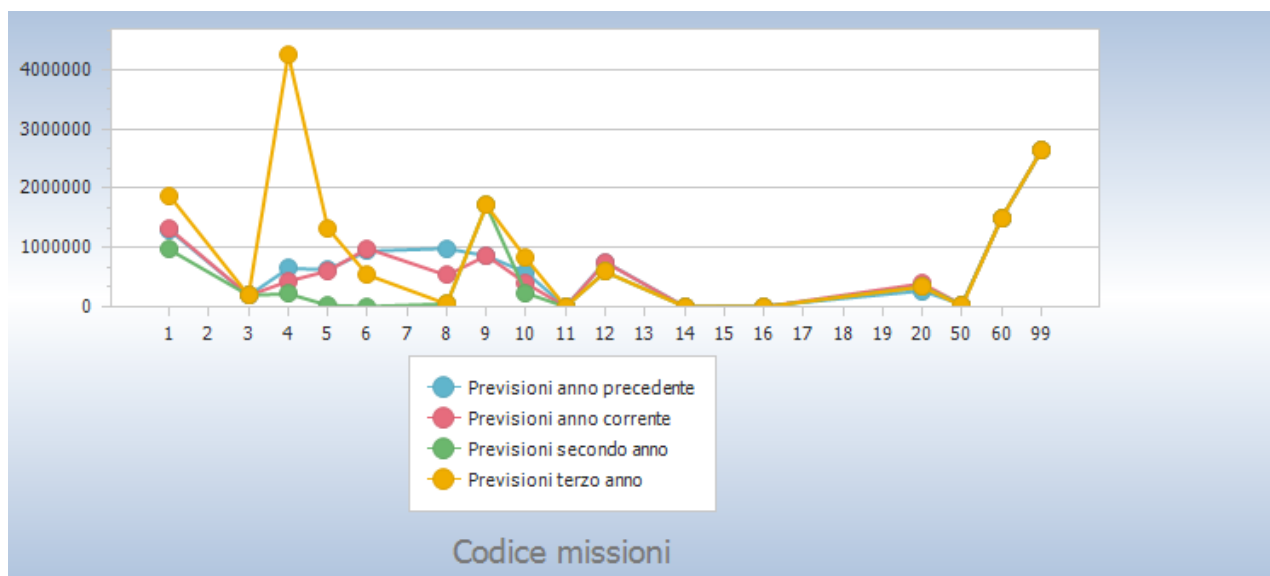 4000000
3000000
2000000
1000000
0
1 2 3 4 5 6 7 8 9 10 11 12 13 14 15 16 17 18 19 20 50 60 99
Previsioni anno precedente
Previsioni anno corrente
Previsioni secondo anno
Previsioni terzo anno
Codice missioni